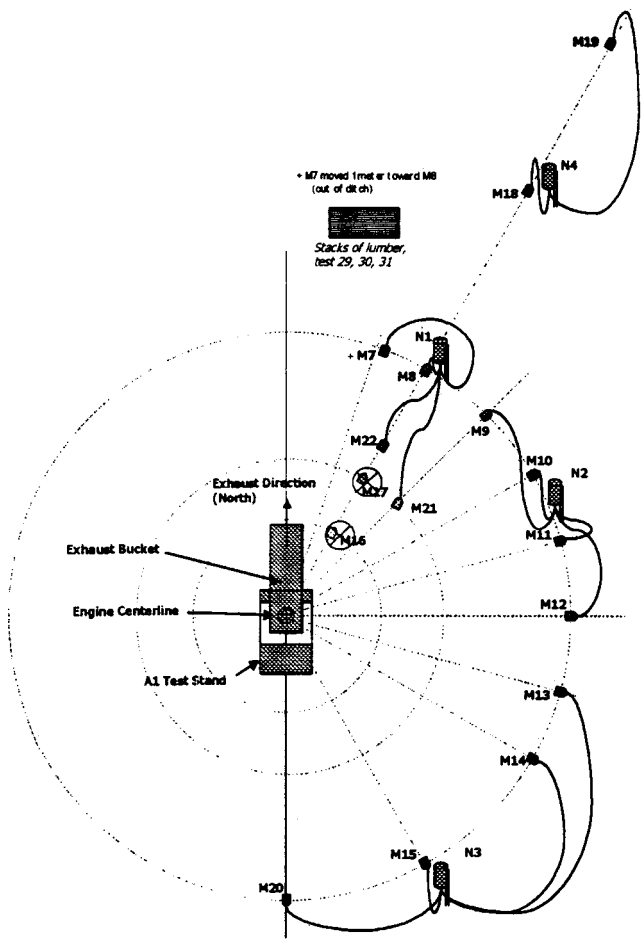 M19
N4
M18
+ M7 moved 1meter toward M8
(out of ditch)
Stacks of lumber,
test 29, 30, 31
N1
+ M7
M8
M9
M22
M10
N2
M17
Exhaust Direction
(North)
M21
M16
M11
Exhaust Bucket
Engine Centerline
M12
A1 Test Stand
M13
M14
M15
N3
M20